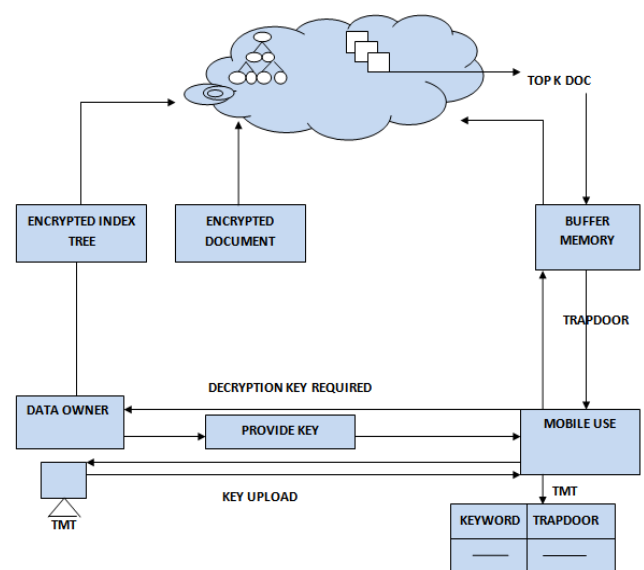 TOP K DOC
ENCRYPTED INDEX
TREE
ENCRYPTED
DOCUMENT
BUFFER
MEMORY
TRAPDOOR
DECRYPTION KEY REQUIRED
DATA OWNER
PROVIDE KEY
MOBILE USE
KEY UPLOAD
TMT
TMT
KEYWORD
TRAPDOOR